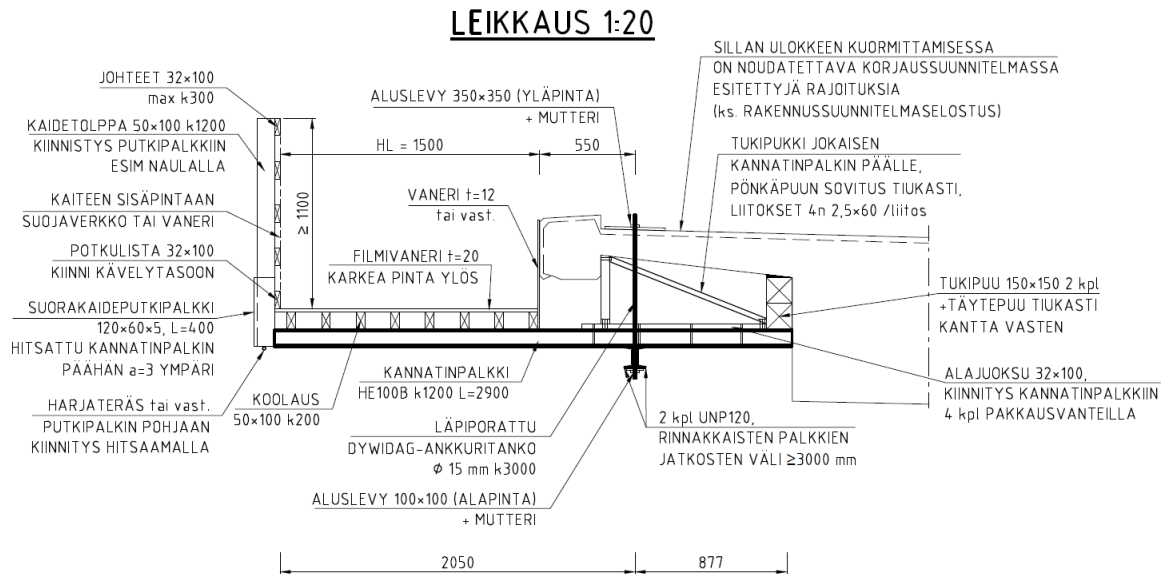 LEIKKAUS 1:20
JOHTEET 32×100
max k300
KAIDETOLPPA 50×100 k1200
KIINNISTYS PUTKIPALKKIIN
ESIM NAULALLA
KAITEEN SISÄPINTAAN
SUOJAVERKKO TAI VANERI
POTKULISTA 32×100
KIINNI KÄVELYTASOON
SUORAKAIDEPUTKIPALKKI
120×60×5, L=400
HITSATTU KANNATINPALKIN
PÄÄHÄN a=3 YMPÄRI
HARJATERÄS tai vast.
PUTKIPALKIN POHJAAN
KIINNITYS HITSAAMALLA
ALUSLEVY 350×350 (YLÄPINTA)
+ MUTTERI
HL = 1500
550
≥ 1100
VANERI t=12
tai vast.
FILMIVANERI t=20
KARKEA PINTA YLÖS
KOOLAUS
50×100 k200
KANNATINPALKKI
HE100B k1200 L=2900
LÄPIPORATTU
DYWIDAG-ANKKURITANKO
ϕ 15 mm k3000
ALUSLEVY 100×100 (ALAPINTA)
+ MUTTERI
SILLAN ULOKKEEN KUORMITTAMISESSA
ON NOUDATETTAVA KORJAUSSUUNNITELMASSA
ESITETTYJÄ RAJOITUKSIA
(ks. RAKENNUSSUUNNITELMASELOSTUS)
TUKIPUKKI JOKAISEN
KANNATINPALKIN PÄÄLLE,
PÖNKÄPUUN SOVITUS TIUKASTI,
LIITOKSET 4n 2,5×60 /liitos
TUKIPUU 150×150 2 kpl
+TÄYTEPUU TIUKASTI
KANTTA VASTEN
ALAJUOKSU 32×100,
KIINNITYS KANNATINPALKKIIN
4 kpl PAKKAUSVANTEILLA
2 kpl UNP120,
RINNAKKAISTEN PALKKIEN
JATKOSTEN VÄLI ≥3000 mm
2050
877